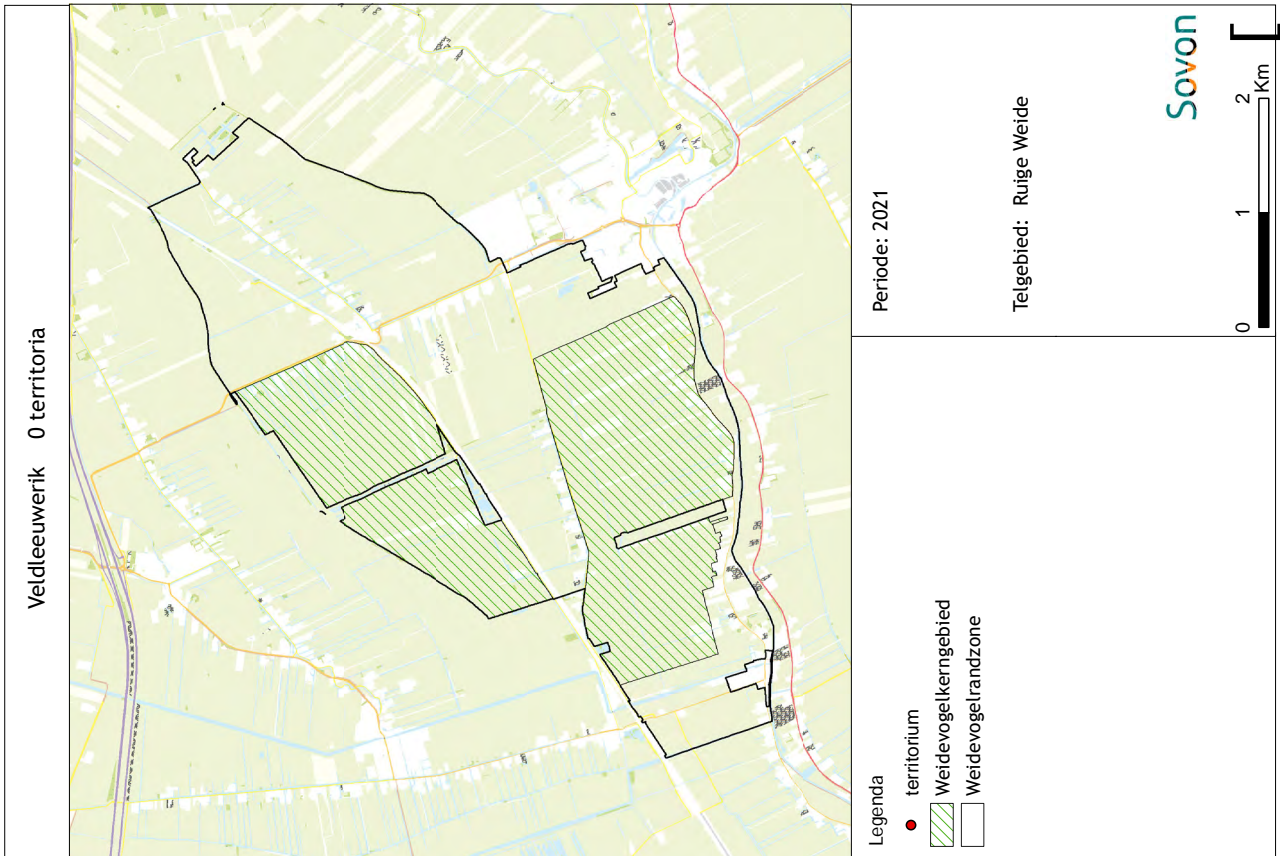 Veldleeuwerik 0 territoria
Legenda
territorium
Weidevogelkerngebied
Weidevogelrandzone
Periode: 2021
Telgebied: Ruige Weide
Sovon
0 1 2
Km